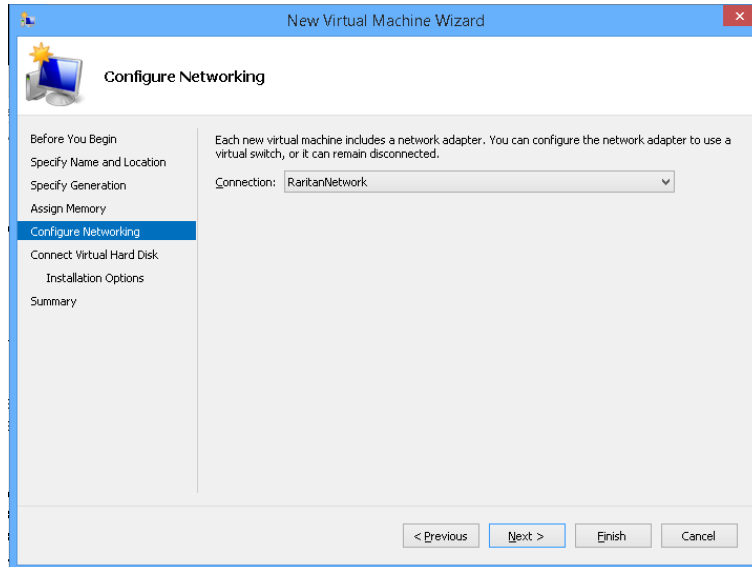 New Virtual Machine Wizard
Configure Networking
Before You Begin
Specify Name and Location
Specify Generation
Assign Memory
Configure Networking
Connect Virtual Hard Disk
Installation Options
Summary
Each new virtual machine includes a network adapter. You can configure the network adapter to use a
virtual switch, or it can remain disconnected.
Connection: RaritanNetwork
< Previous Next > Finish Cancel